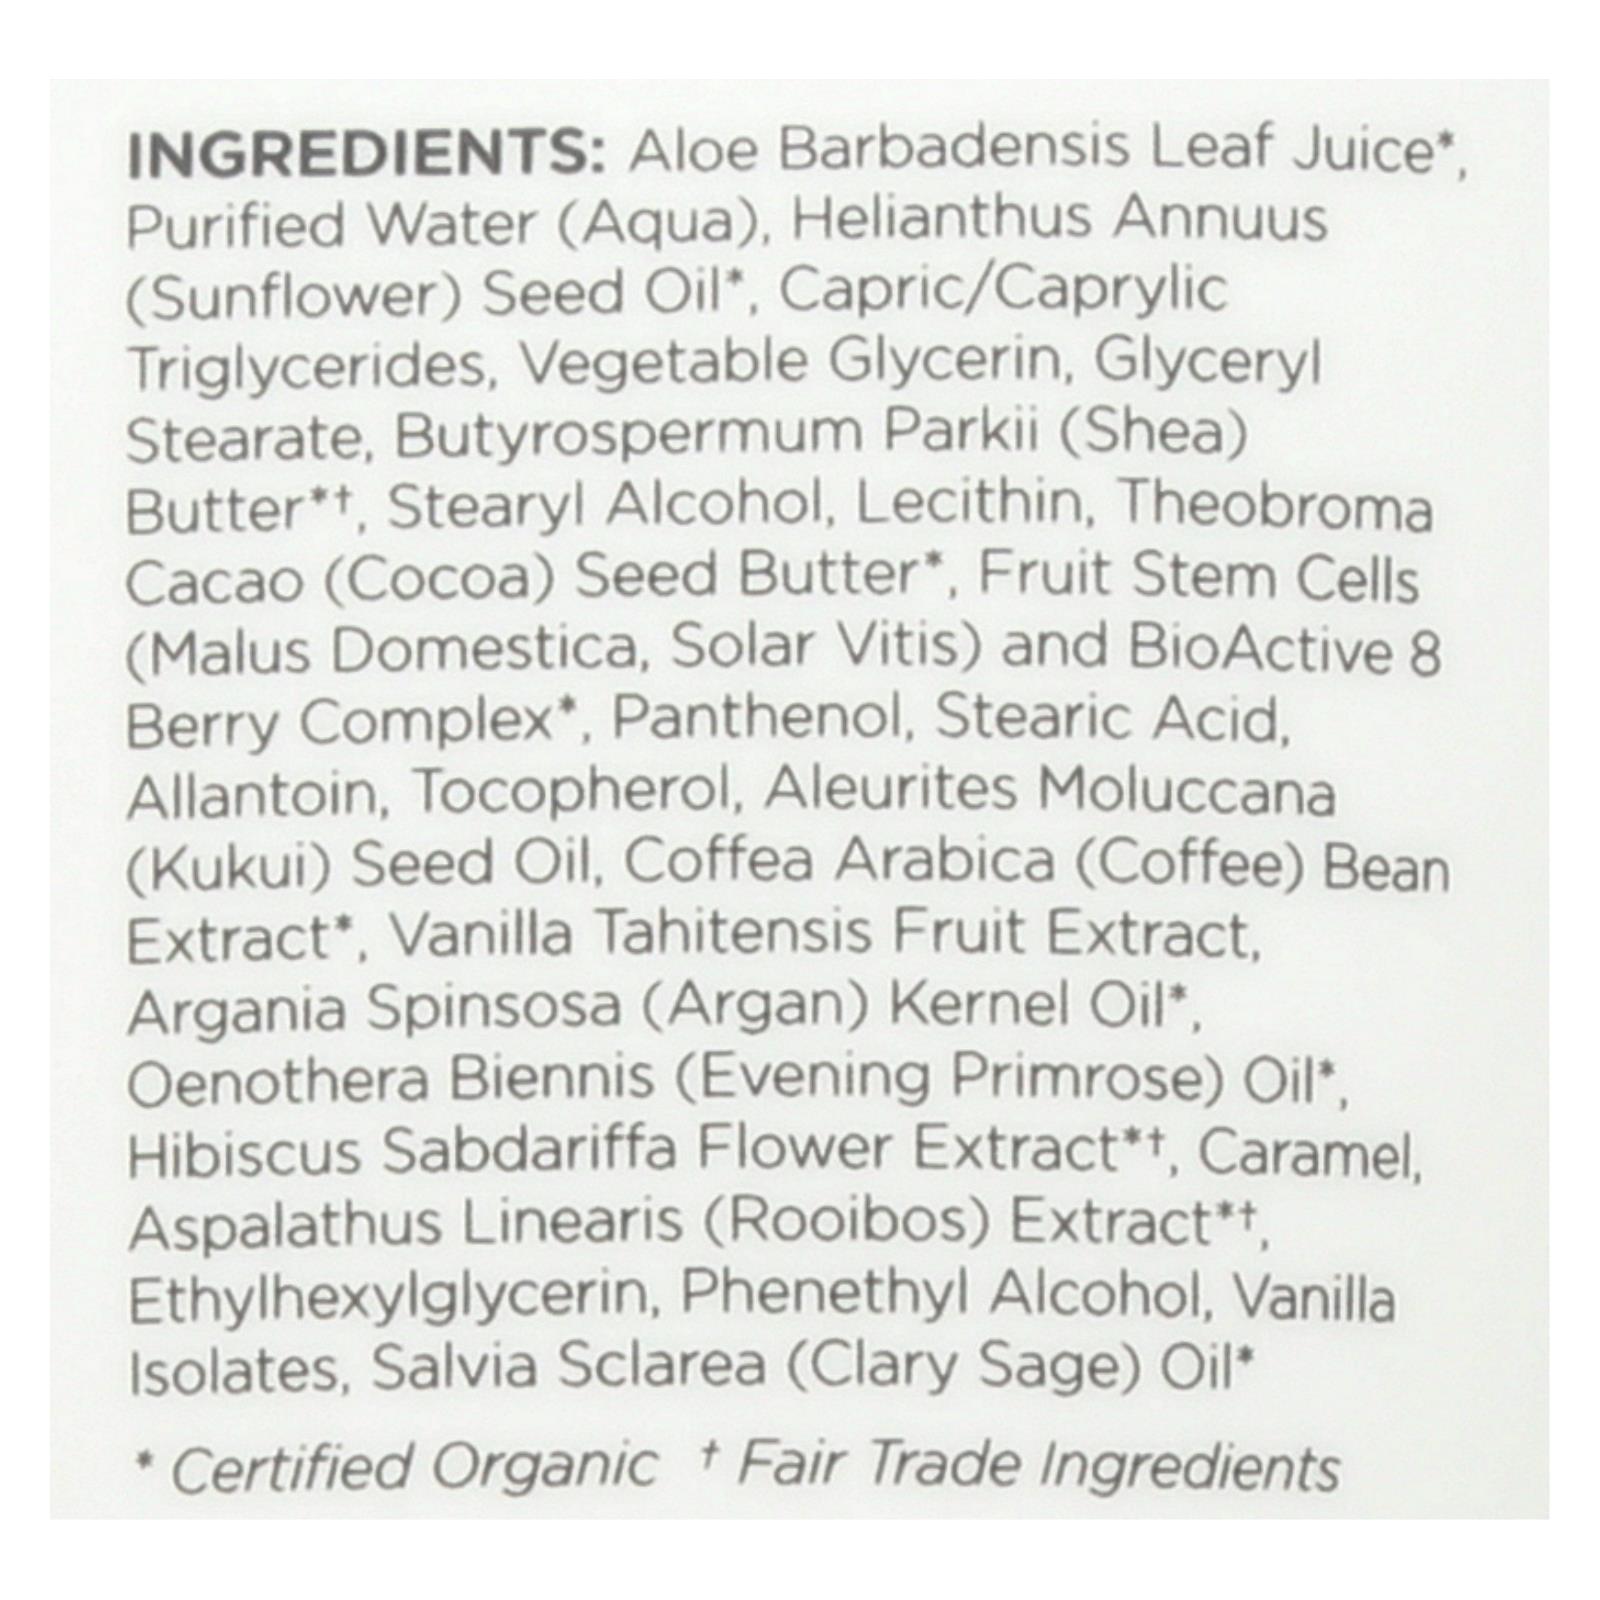 INGREDIENTS: Aloe Barbadensis Leaf Juice*,
Purified Water (Aqua), Helianthus Annuus
(Sunflower) Seed Oil*, Capric/Caprylic
Triglycerides, Vegetable Glycerin, Glyceryl
Stearate, Butyrospermum Parkii (Shea)
Butter*†, Stearyl Alcohol, Lecithin, Theobroma
Cacao (Cocoa) Seed Butter*, Fruit Stem Cells
(Malus Domestica, Solar Vitis) and BioActive 8
Berry Complex*, Panthenol, Stearic Acid,
Allantoin, Tocopherol, Aleurites Moluccana
(Kukui) Seed Oil, Coffea Arabica (Coffee) Bean
Extract*, Vanilla Tahitensis Fruit Extract,
Argania Spinsosa (Argan) Kernel Oil*,
Oenothera Biennis (Evening Primrose) Oil*,
Hibiscus Sabdariffa Flower Extract*†, Caramel,
Aspalathus Linearis (Rooibos) Extract*†,
Ethylhexylglycerin, Phenethyl Alcohol, Vanilla
Isolates, Salvia Sclarea (Clary Sage) Oil*
* Certified Organic † Fair Trade Ingredients